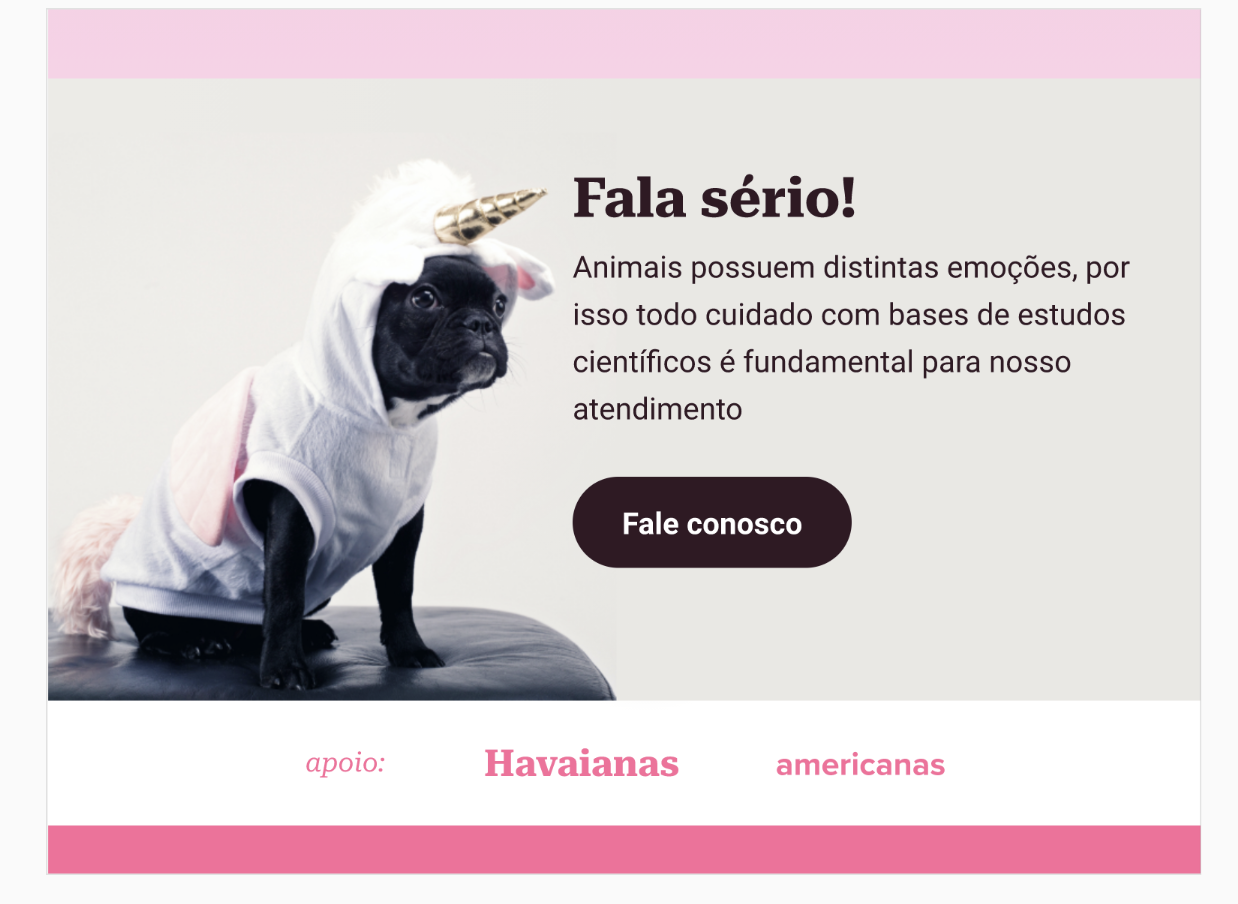 Fala sério!
Animais possuem distintas emoções, por
isso todo cuidado com bases de estudos
científicos é fundamental para nosso
atendimento
Fale conosco
apoio: Havaianas americanas